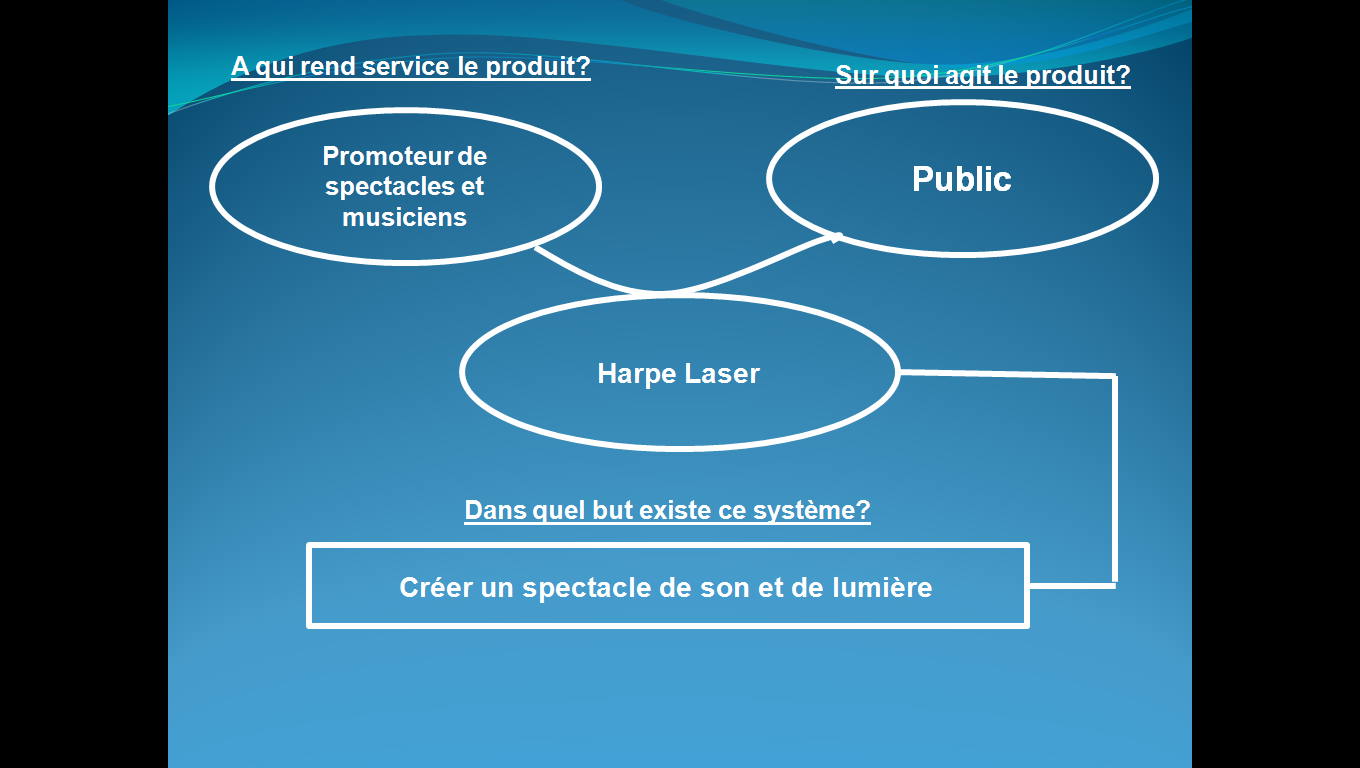 A qui rend service le produit?
Sur quoi agit le produit?
Promoteur de
spectacles et
musiciens
Public
Harpe Laser
Dans quel but existe ce système?
Créer un spectacle de son et de lumière